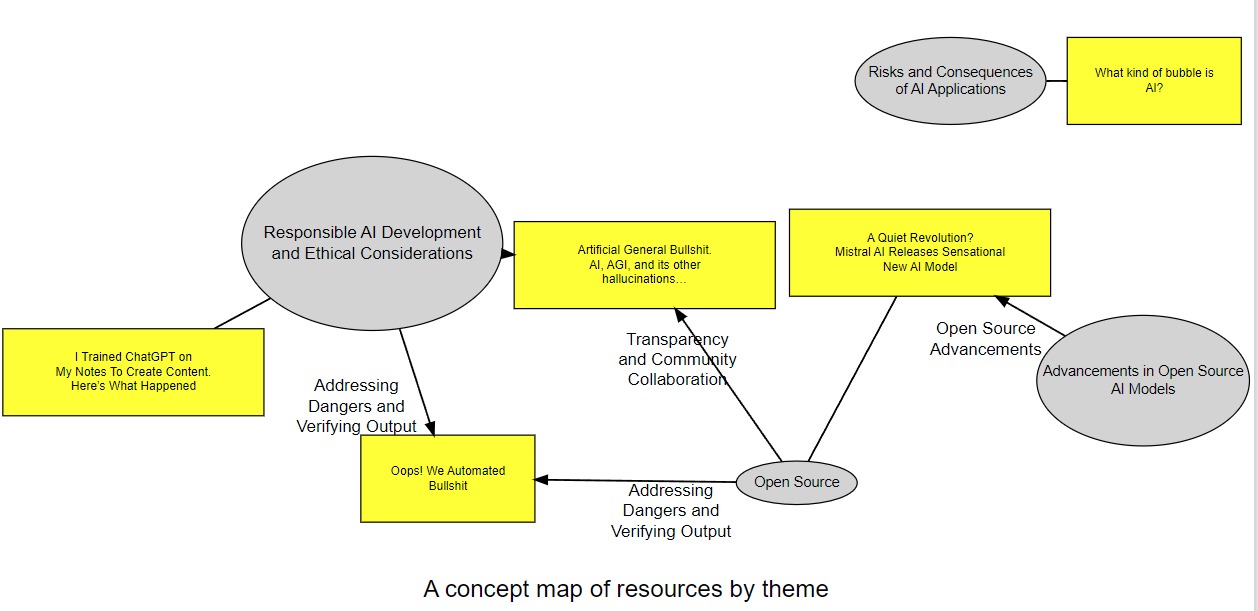 Risks and Consequences
of AI Applications
What kind of bubble is
AI?
Responsible AI Development
and Ethical Considerations
Artificial General Bullshit.
AI, AGI, and its other
hallucinations…
A Quiet Revolution?
Mistral AI Releases Sensational
New AI Model
I Trained ChatGPT on
My Notes To Create Content.
Here's What Happened
Transparency
and Community
Collaboration
Open Source
Advancements
Advancements in Open Source
AI Models
Addressing
Dangers and
Verifying Output
Oops! We Automated
Bullshit
Open Source
Addressing
Dangers and
Verifying Output
A concept map of resources by theme